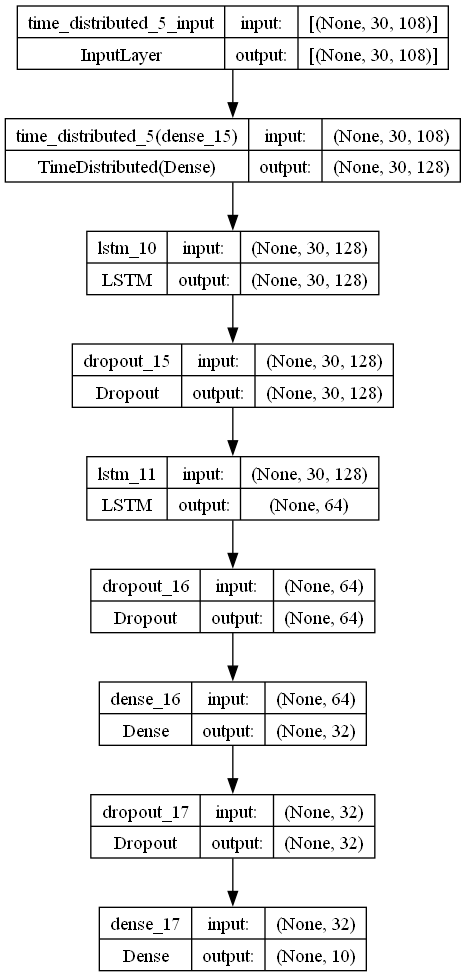 time_distributed_5_input input: [(None, 30, 108)]
InputLayer output: [(None, 30, 108)]
time_distributed_5(dense_15) input: (None, 30, 108)
TimeDistributed(Dense) output: (None, 30, 128)
lstm_10 input: (None, 30, 128)
LSTM output: (None, 30, 128)
dropout_15 input: (None, 30, 128)
Dropout output: (None, 30, 128)
lstm_11 input: (None, 30, 128)
LSTM output: (None, 64)
dropout_16 input: (None, 64)
Dropout output: (None, 64)
dense_16 input: (None, 64)
Dense output: (None, 32)
dropout_17 input: (None, 32)
Dropout output: (None, 32)
dense_17 input: (None, 32)
Dense output: (None, 10)